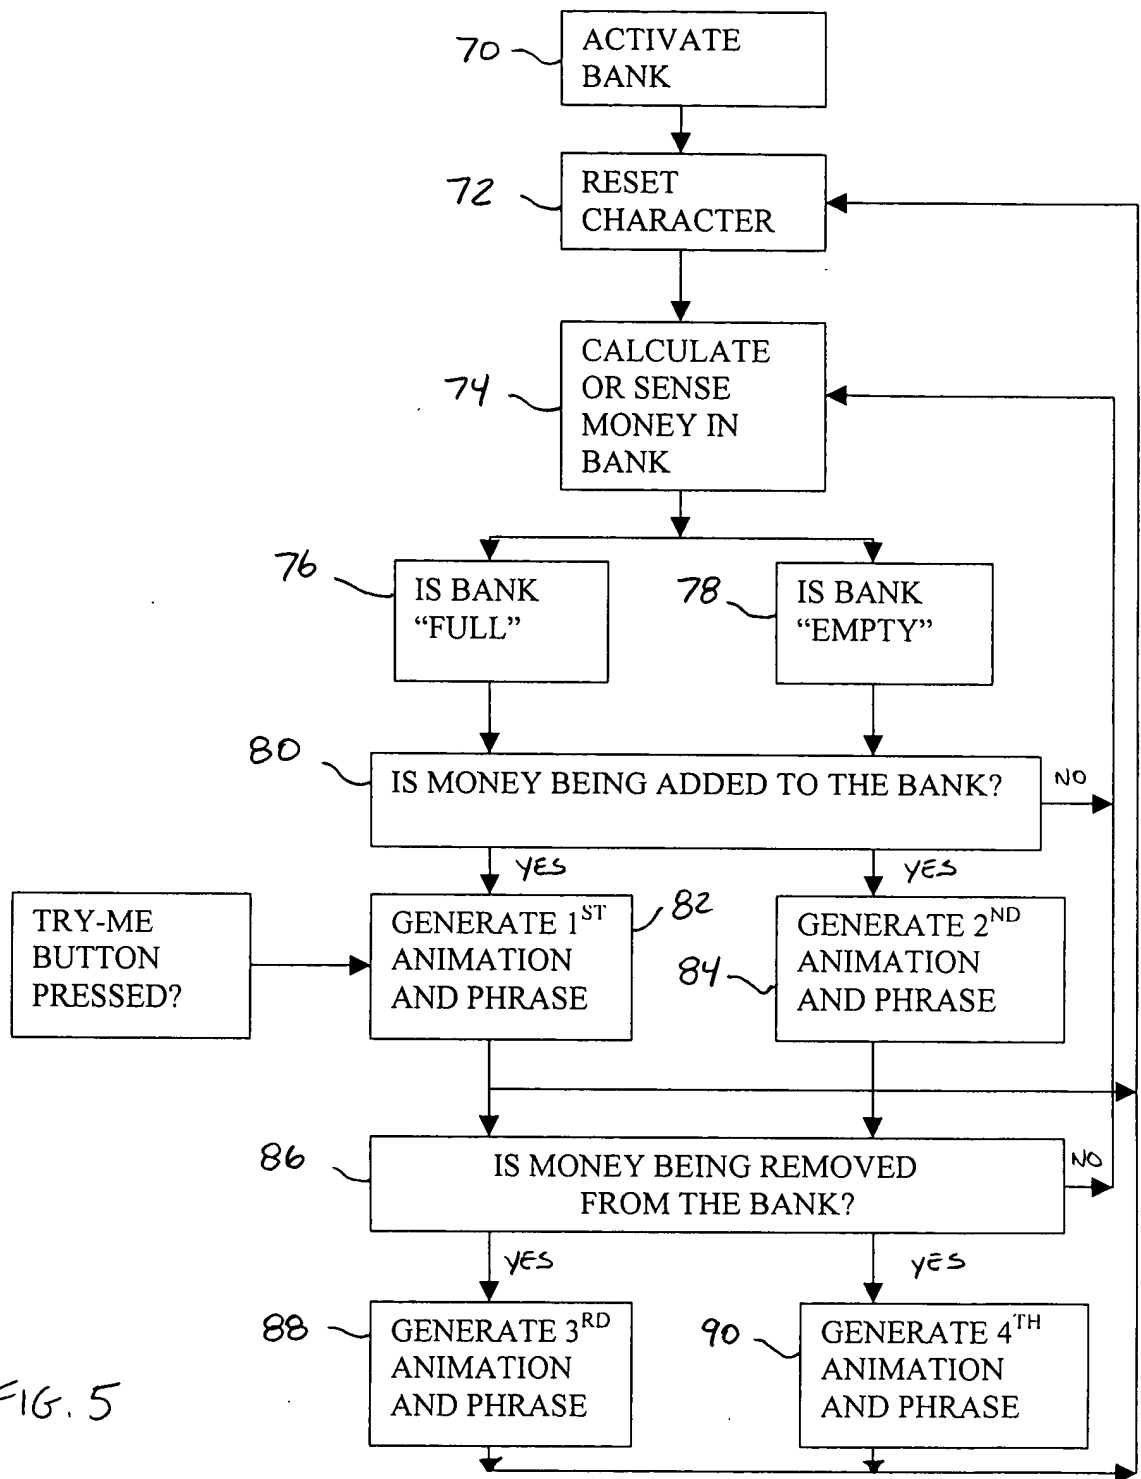 70
ACTIVATE
BANK
72
RESET
CHARACTER
74
CALCULATE
OR SENSE
MONEY IN
BANK
76
IS BANK
“FULL”
78
IS BANK
“EMPTY”
80
IS MONEY BEING ADDED TO THE BANK?
NO
YES
YES
TRY-ME
BUTTON
PRESSED?
GENERATE 1ST
ANIMATION
AND PHRASE
82
84
GENERATE 2ND
ANIMATION
AND PHRASE
86
IS MONEY BEING REMOVED
FROM THE BANK?
NO
YES
YES
88
GENERATE 3RD
ANIMATION
AND PHRASE
90
GENERATE 4TH
ANIMATION
AND PHRASE
FIG. 5